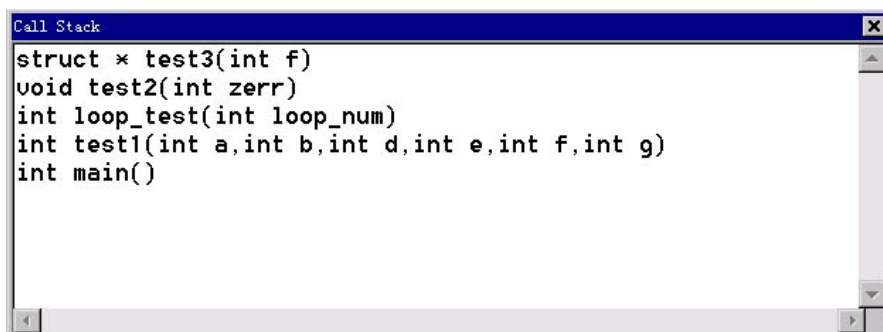 Call Stack
struct * test3(int f)
void test2(int zerr)
int loop_test(int loop_num)
int test1(int a,int b,int d,int e,int f,int g)
int main()